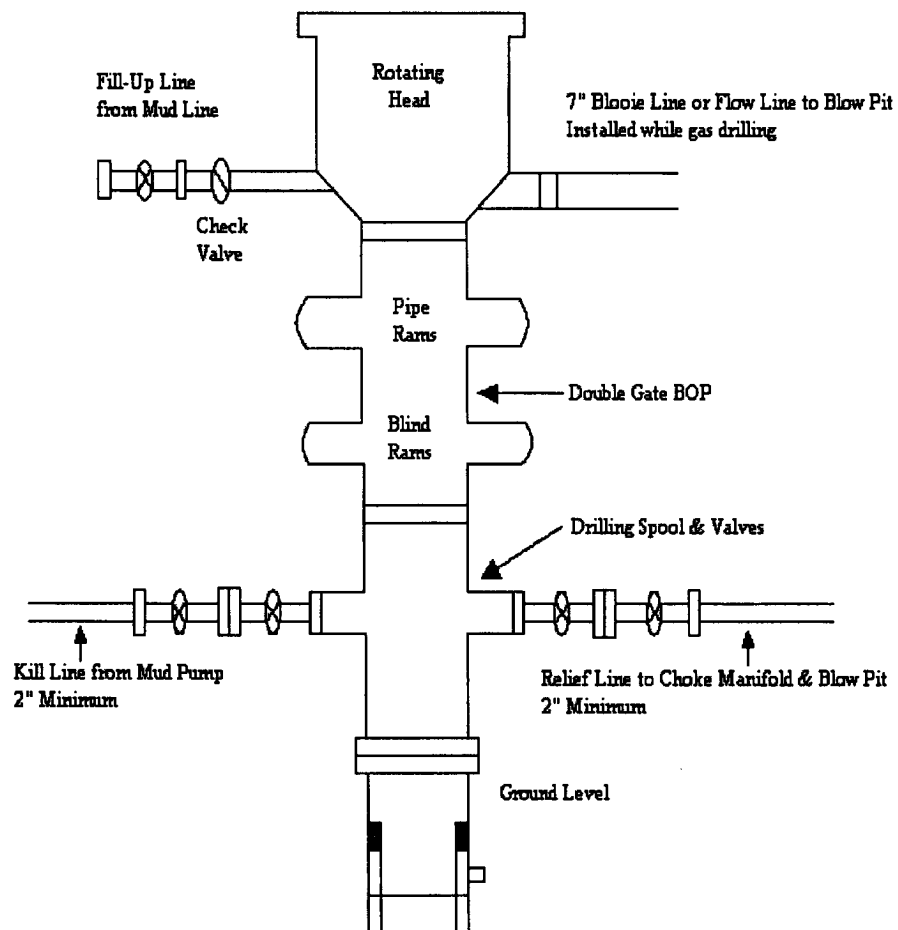 Rotating
Head
Fill-Up Line
from Mud Line
7" Blooie Line or Flow Line to Blow Pit
Installed while gas drilling
Check
Valve
Pipe
Rams
Double Gate BOP
Blind
Rams
Drilling Spool & Valves
Kill Line from Mud Pump
2" Minimum
Relief Line to Choke Manifold & Blow Pit
2" Minimum
Ground Level